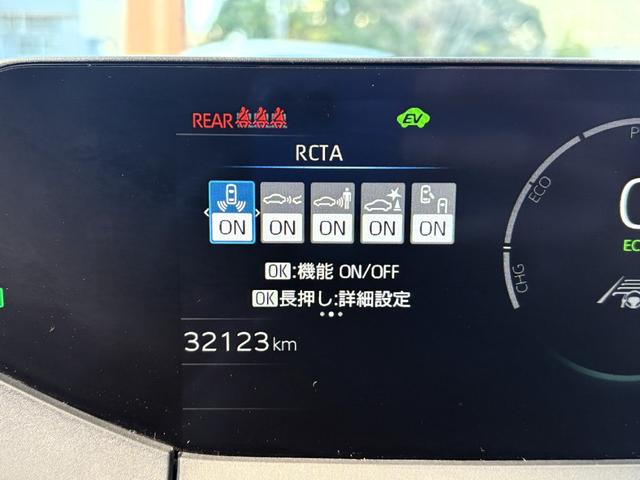 REAR
EV
RCTA
ON ON ON ON ON
OK:機能 ON/OFF
OK長押し:詳細設定
32123km
ECO
CHG